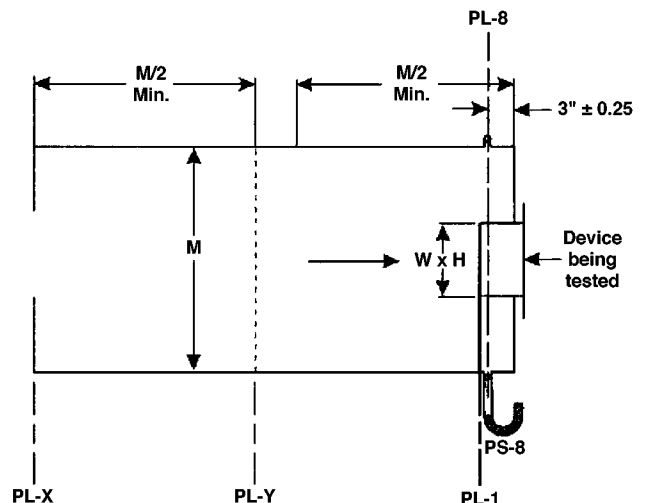 PL-8
M/2
Min.
M/2
Min.
3" ± 0.25
M
W x H
Device
being
tested
PS-8
PL-X
PL-Y
PL-1